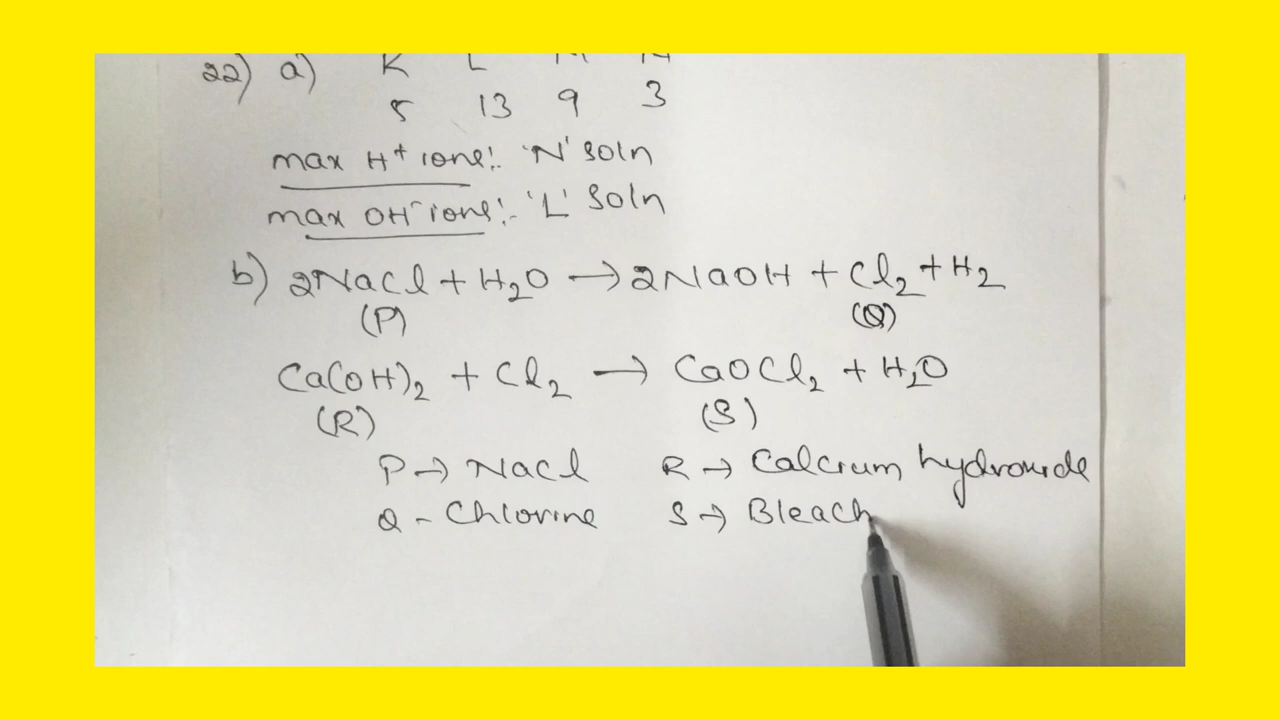 22) a) K L M N
5 13 9 3
max H+ ions:- 'N' soln
max OH- ions:- 'L' soln
b) 2NaCl + H2O → 2NaOH + Cl2 + H2
(P) (Q)
Ca(OH)2 + Cl2 → CaOCl2 + H2O
(R) (S)
P → NaCl R → Calcium hydroxide
Q - Chlorine S → Bleach